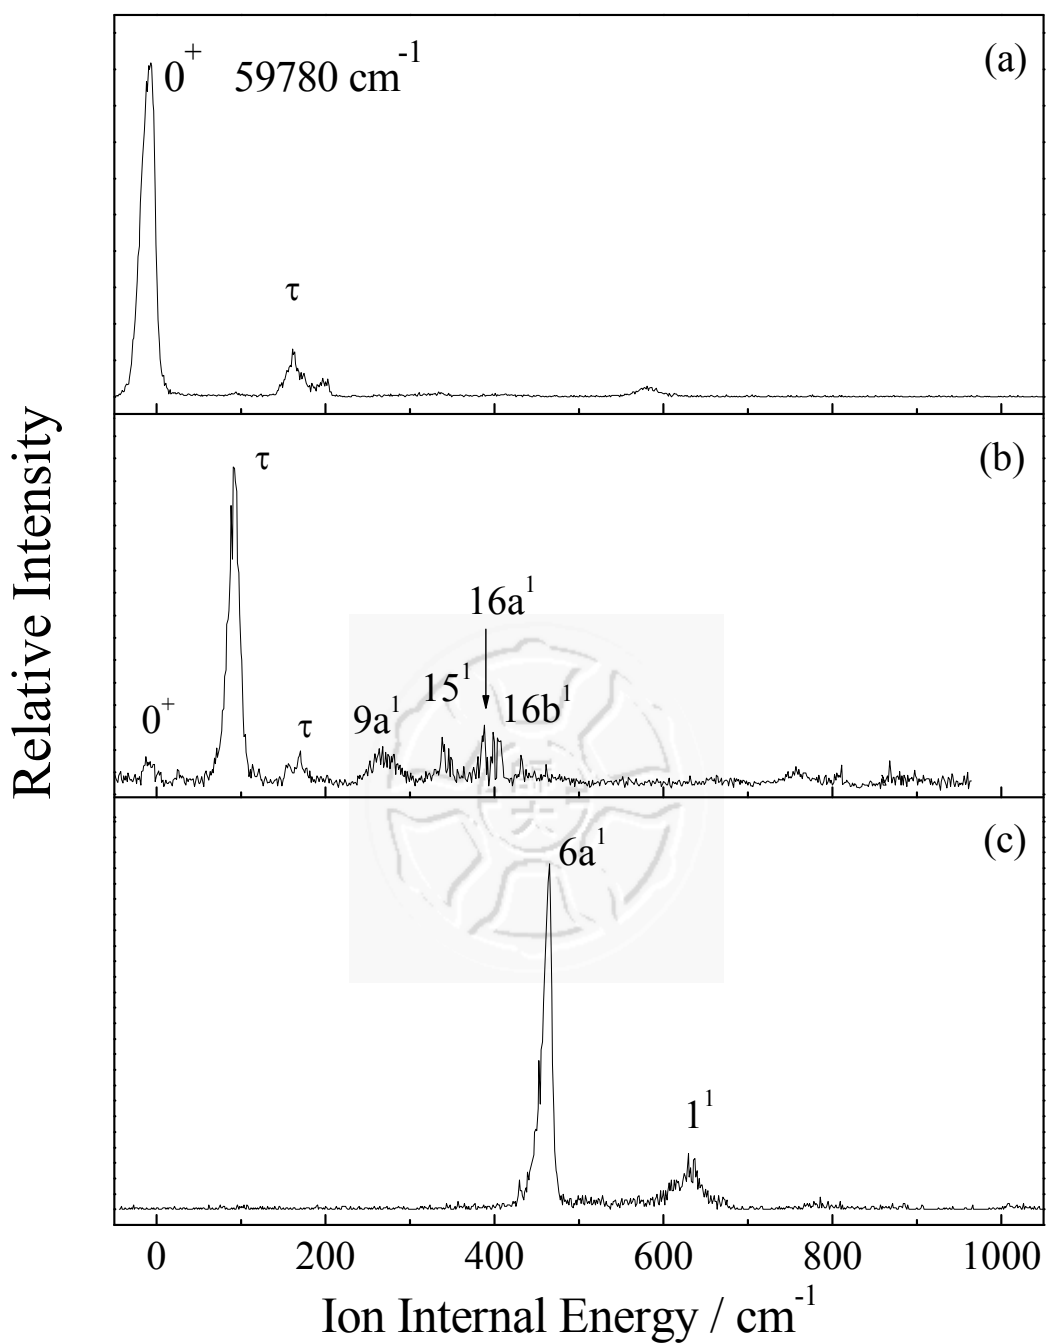 0⁺ 59780 cm⁻¹
(a)
τ
(b)
τ
16a¹
15¹
16b¹
0⁺
τ
9a¹
(c)
6a¹
1¹
Relative Intensity
0 200 400 600 800 1000
Ion Internal Energy / cm⁻¹